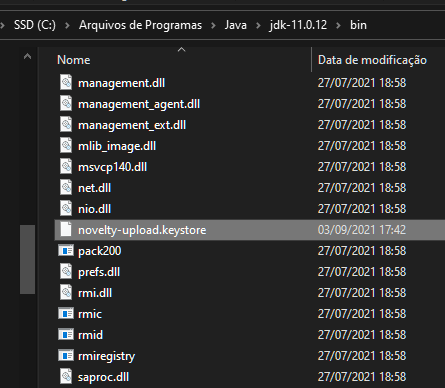 SSD (C:) > Arquivos de Programas > Java > jdk-11.0.12 > bin
Nome Data de modificação
management.dll 27/07/2021 18:58
management_agent.dll 27/07/2021 18:58
management_ext.dll 27/07/2021 18:58
mlib_image.dll 27/07/2021 18:58
msvcp140.dll 27/07/2021 18:58
net.dll 27/07/2021 18:58
nio.dll 27/07/2021 18:58
novelty-upload.keystore 03/09/2021 17:42
pack200 27/07/2021 18:58
prefs.dll 27/07/2021 18:58
rmi.dll 27/07/2021 18:58
rmic 27/07/2021 18:58
rmid 27/07/2021 18:58
rmiregistry 27/07/2021 18:58
saproc.dll 27/07/2021 18:58